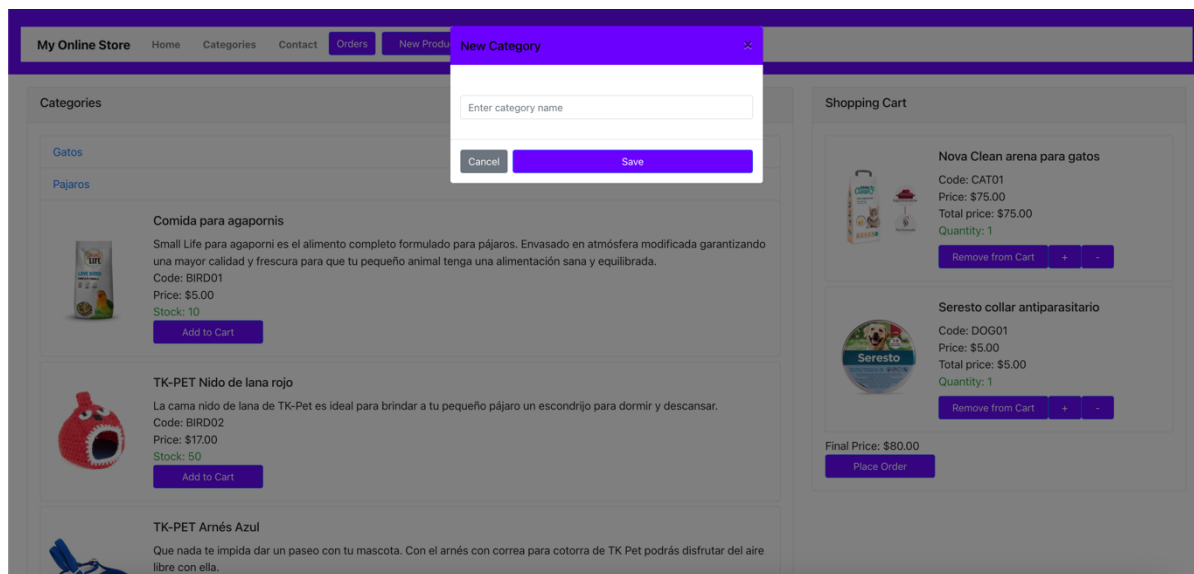 My Online Store Home Categories Contact Orders New Produ
New Category ×
Enter category name
Cancel Save
Categories
Gatos
Pajaros
Comida para agapornis
Small Life para agaporni es el alimento completo formulado para pájaros. Envasado en atmósfera modificada garantizando
una mayor calidad y frescura para que tu pequeño animal tenga una alimentación sana y equilibrada.
Code: BIRD01
Price: $5.00
Stock: 10
Add to Cart
TK-PET Nido de lana rojo
La cama nido de lana de TK-Pet es ideal para brindar a tu pequeño pájaro un escondrijo para dormir y descansar.
Code: BIRD02
Price: $17.00
Stock: 50
Add to Cart
TK-PET Arnés Azul
Que nada te impida dar un paseo con tu mascota. Con el arnés con correa para cotorra de TK Pet podrás disfrutar del aire
libre con ella.
Shopping Cart
Nova Clean arena para gatos
Code: CAT01
Price: $75.00
Total price: $75.00
Quantity: 1
Remove from Cart + -
Seresto collar antiparasitario
Code: DOG01
Price: $5.00
Total price: $5.00
Quantity: 1
Remove from Cart + -
Seresto
Final Price: $80.00
Place Order